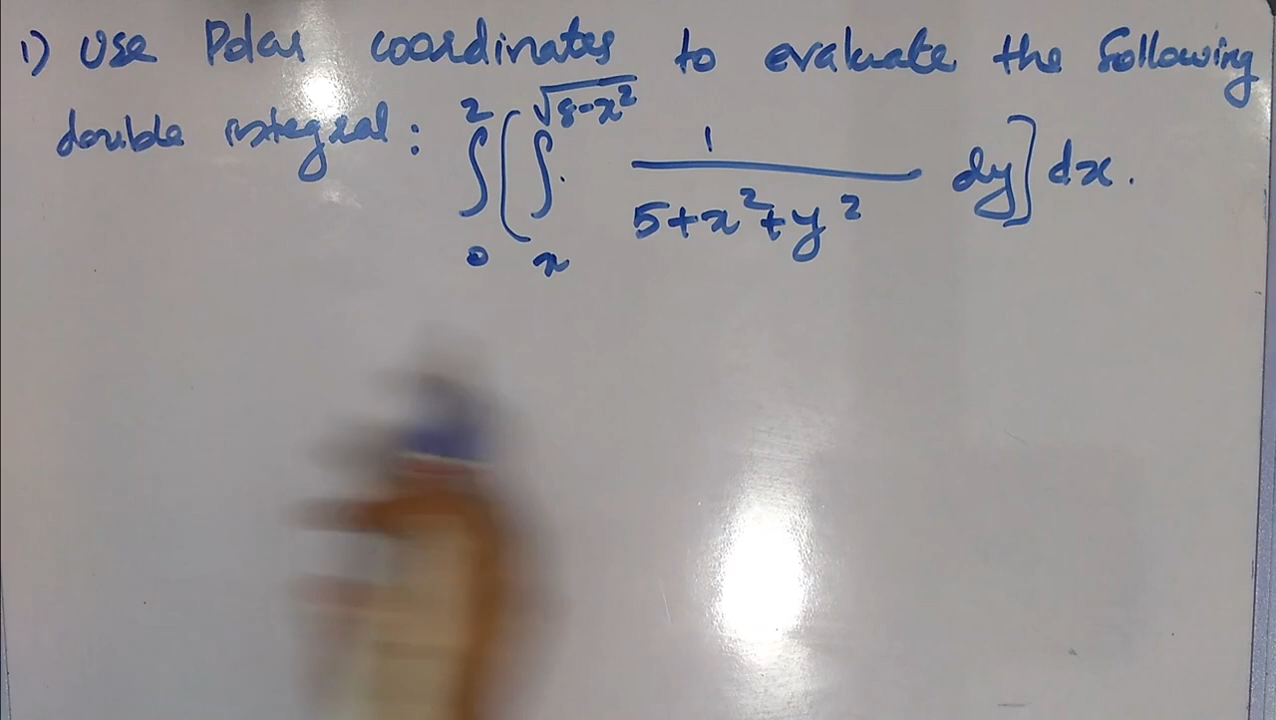 1) Use Polar coordinates to evaluate the following
double integral: ∫₀² [∫ₓ^√(8-x²) 1/(5+x²+y²) dy] dx.